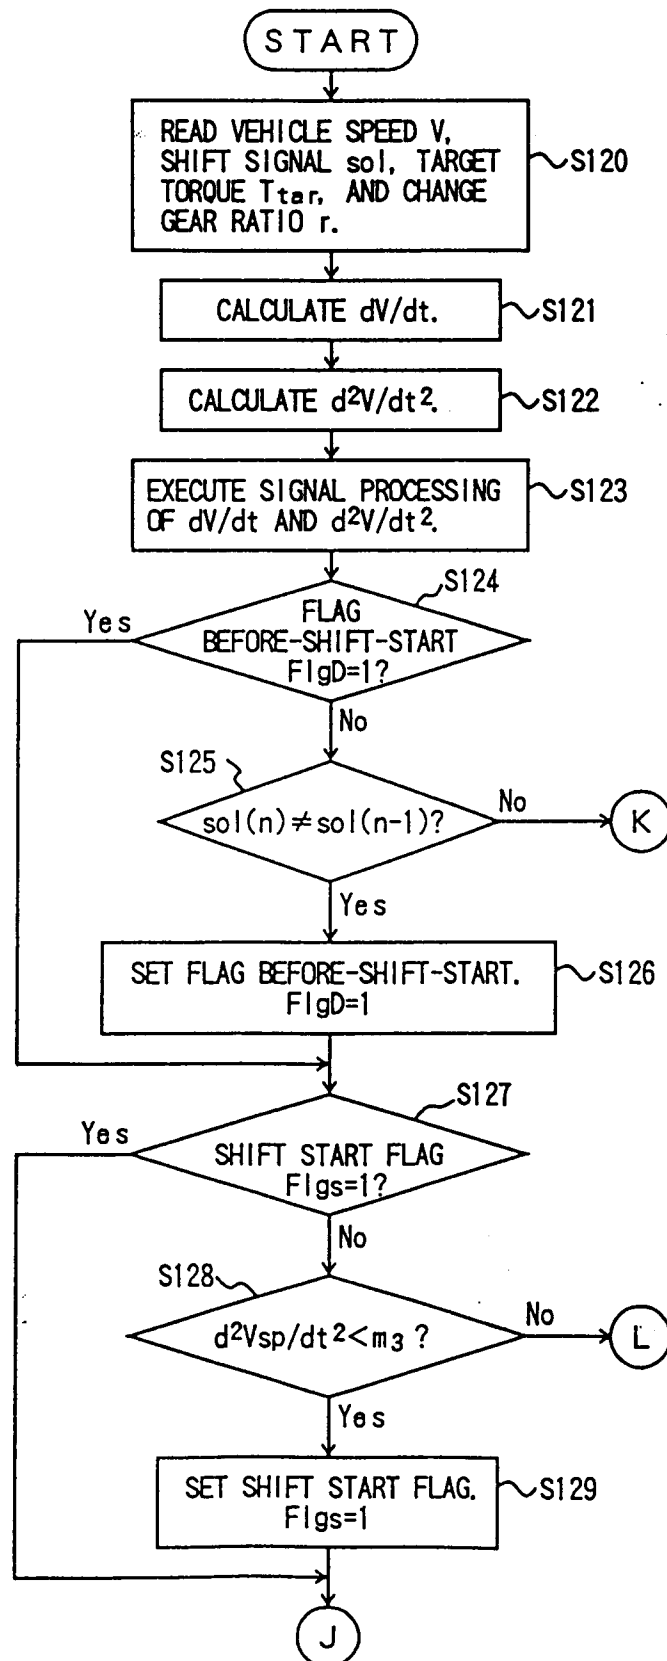 START
READ VEHICLE SPEED V,
SHIFT SIGNAL sol, TARGET
TORQUE Ttar, AND CHANGE
GEAR RATIO r.
S120
CALCULATE dV/dt.
S121
CALCULATE d²V/dt².
S122
EXECUTE SIGNAL PROCESSING
OF dV/dt AND d²V/dt².
S123
S124
Yes
FLAG
BEFORE-SHIFT-START
FlgD=1?
No
S125
sol(n)≠sol(n-1)?
No
K
Yes
SET FLAG BEFORE-SHIFT-START.
FlgD=1
S126
S127
Yes
SHIFT START FLAG
Flgs=1?
No
S128
d²Vsp/dt²<m₃?
No
L
Yes
SET SHIFT START FLAG.
Flgs=1
S129
J